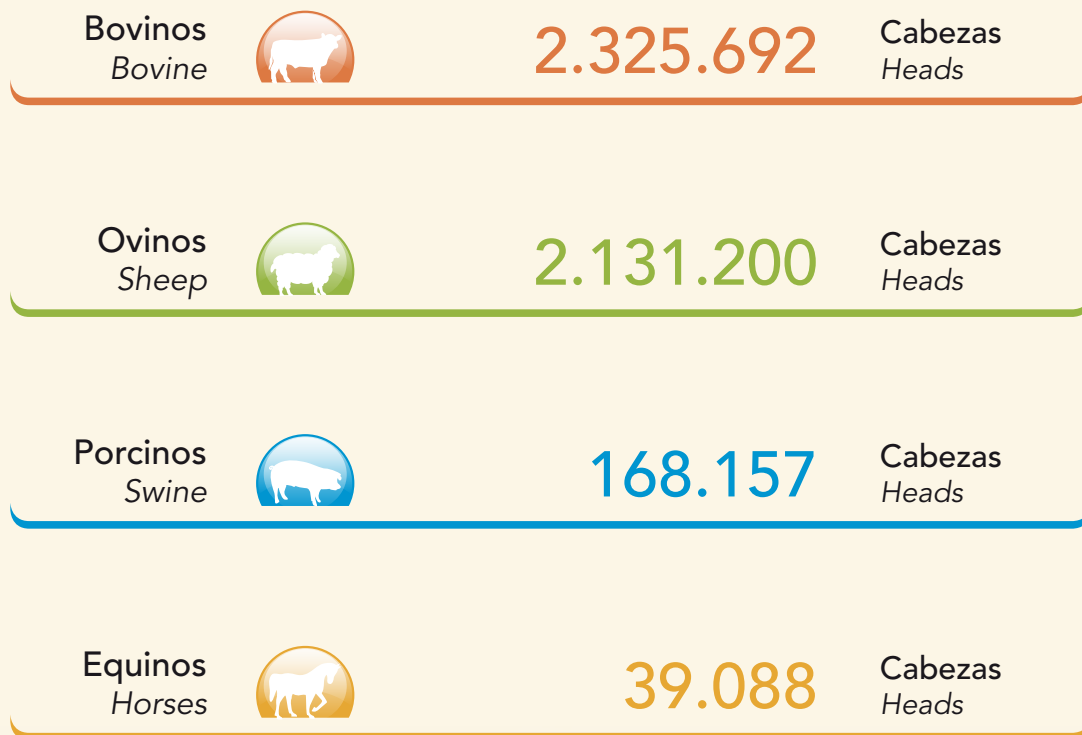 Bovinos
Bovine
2.325.692
Cabezas
Heads
Ovinos
Sheep
2.131.200
Cabezas
Heads
Porcinos
Swine
168.157
Cabezas
Heads
Equinos
Horses
39.088
Cabezas
Heads